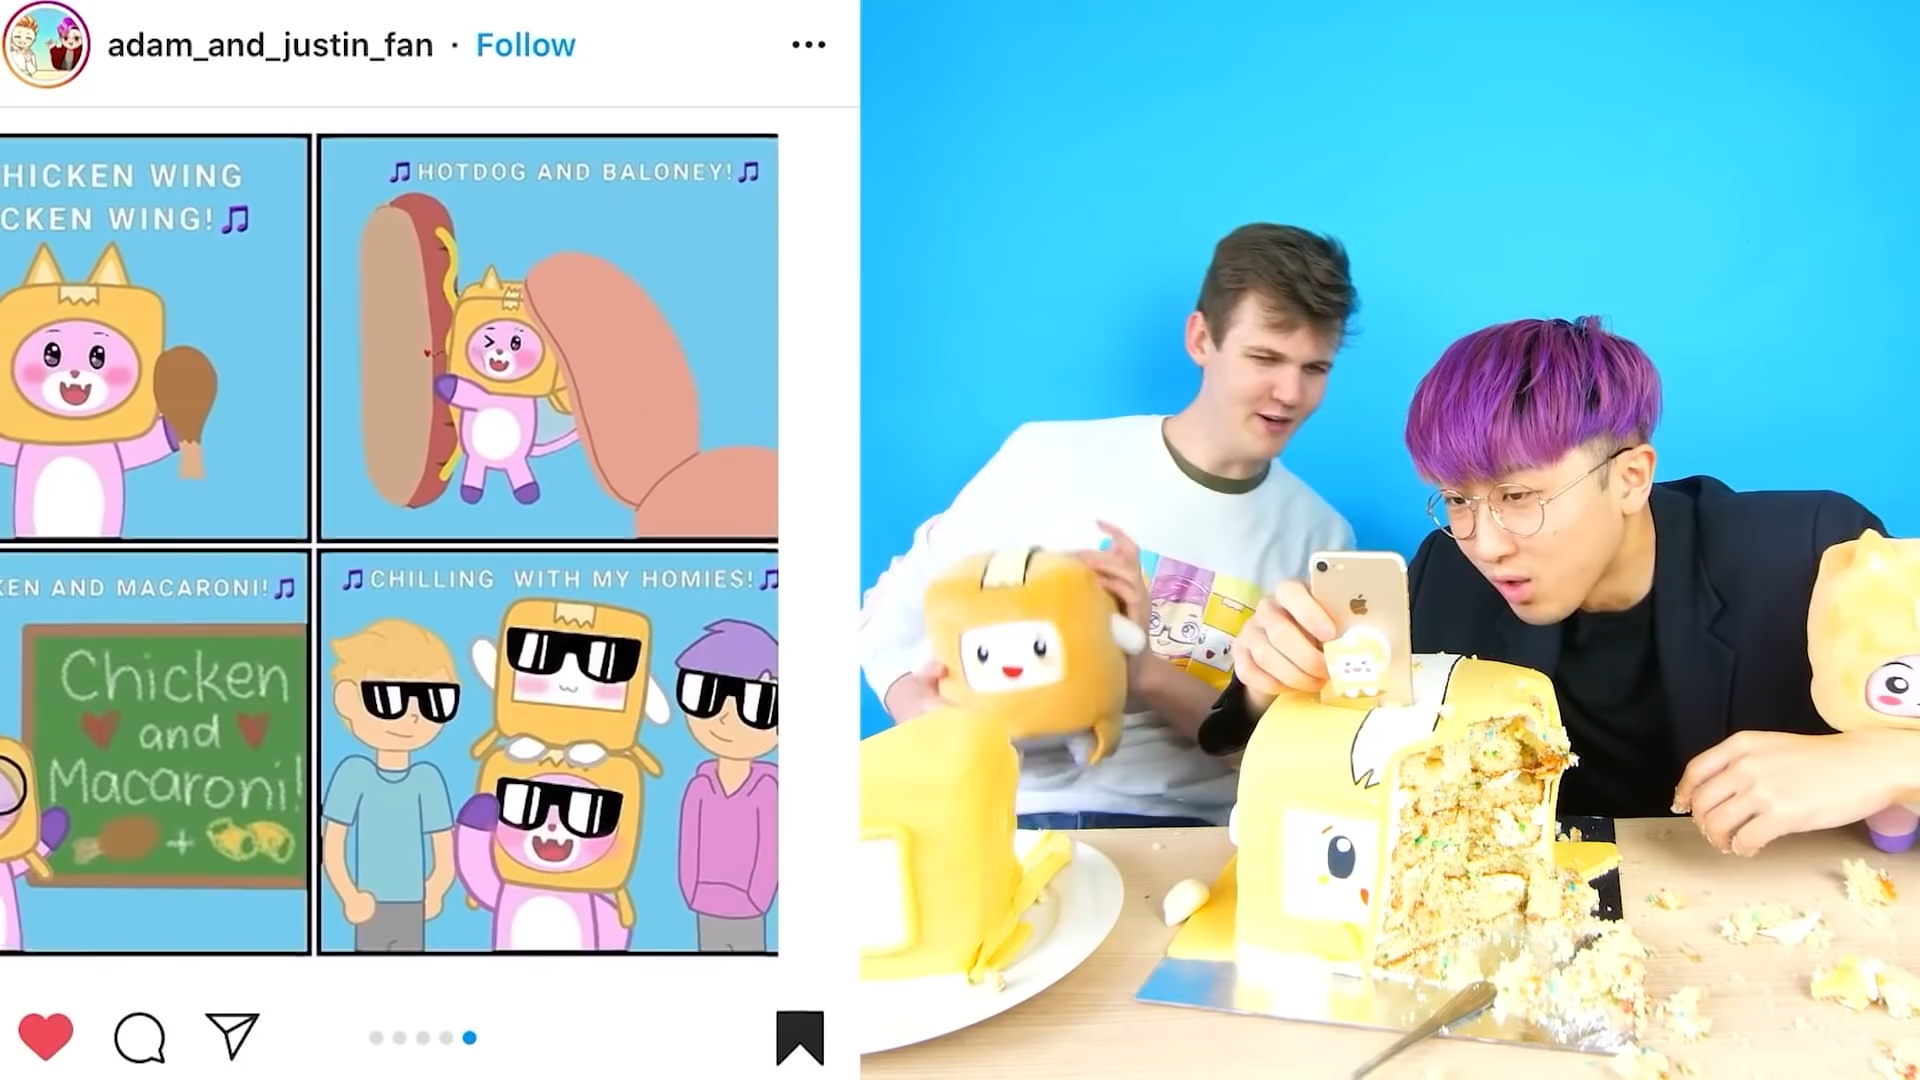 adam_and_justin_fan · Follow
HICKEN WING
CKEN WING!
HOTDOG AND BALONEY!
KEN AND MACARONI!
Chicken
and
Macaroni!
+
CHILLING WITH MY HOMIES!